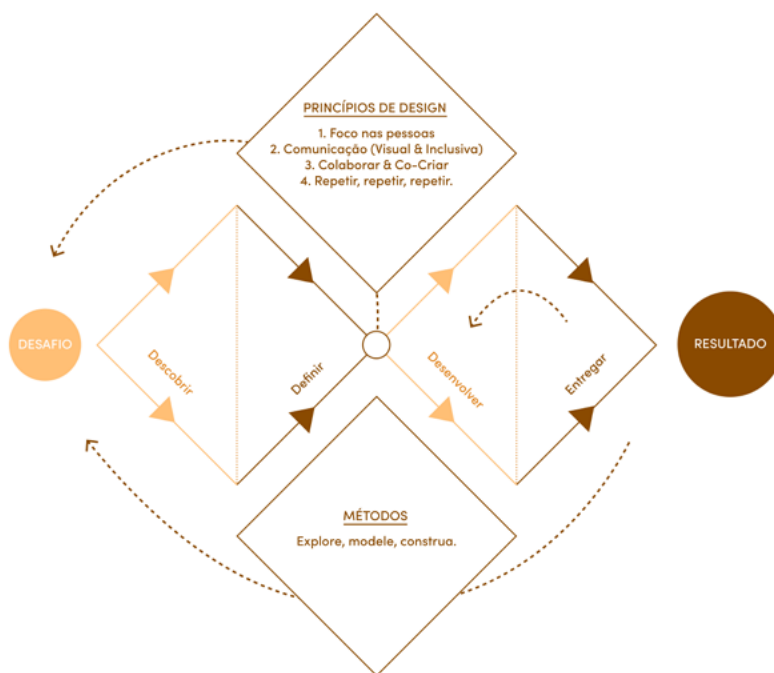 PRINCÍPIOS DE DESIGN
1. Foco nas pessoas
2. Comunicação (Visual & Inclusiva)
3. Colaborar & Co-Criar
4. Repetir, repetir, repetir.
DESAFIO
Descobrir
Definir
Desenvolver
Entregar
RESULTADO
MÉTODOS
Explore, modele, construa.